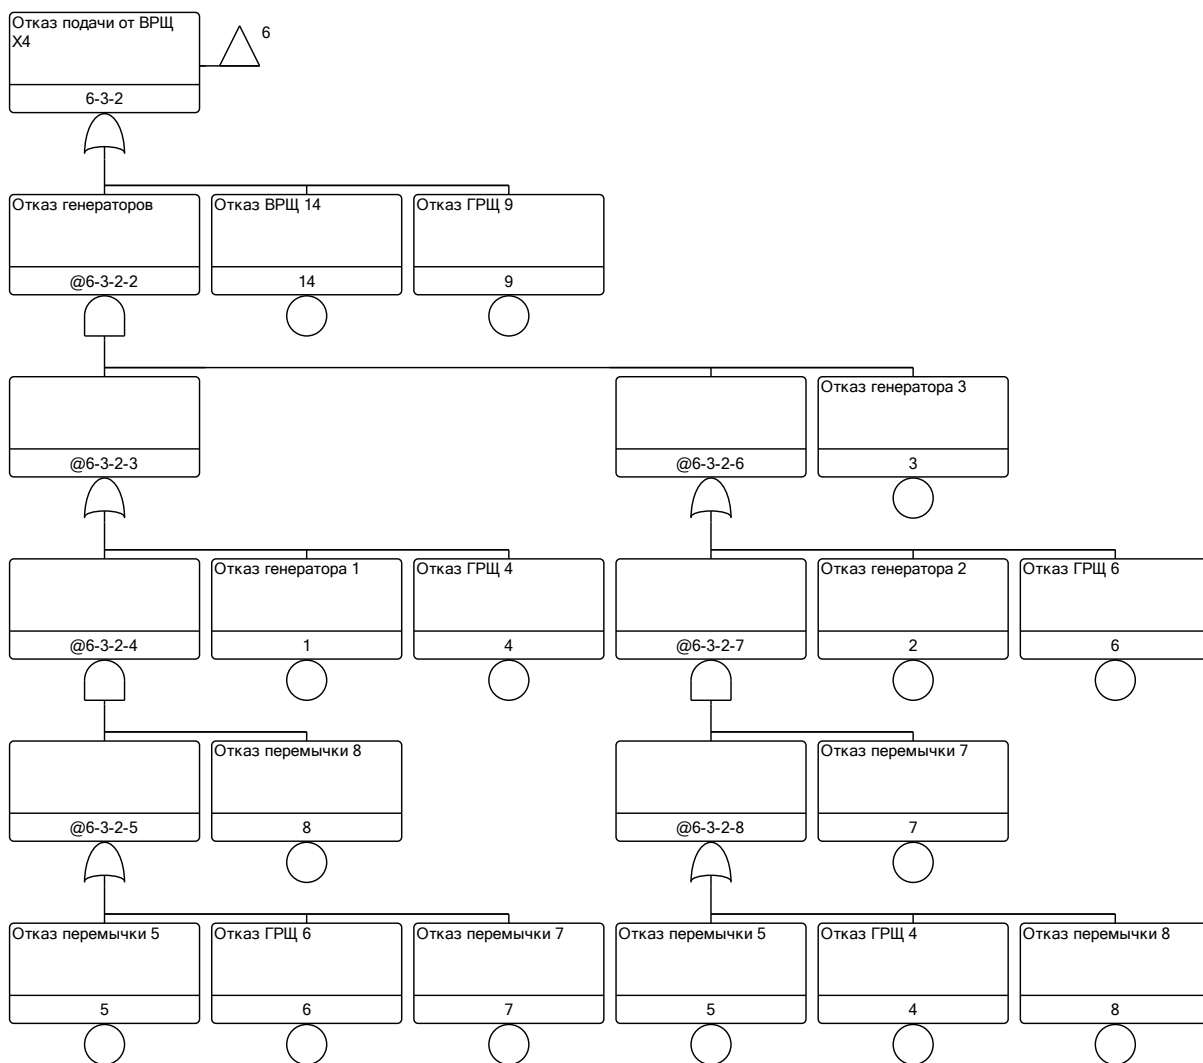 Отказ подачи от ВРЩ
X4
6
6-3-2
Отказ генераторов
Отказ ВРЩ 14
Отказ ГРЩ 9
@6-3-2-2
14
9
Отказ генератора 3
@6-3-2-3
@6-3-2-6
3
Отказ генератора 1
Отказ ГРЩ 4
Отказ генератора 2
Отказ ГРЩ 6
@6-3-2-4
1
4
@6-3-2-7
2
6
Отказ перемычки 8
Отказ перемычки 7
@6-3-2-5
8
@6-3-2-8
7
Отказ перемычки 5
Отказ ГРЩ 6
Отказ перемычки 7
Отказ перемычки 5
Отказ ГРЩ 4
Отказ перемычки 8
5
6
7
5
4
8